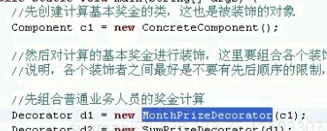 //先创建计算基本奖金的类，这也是被装饰的对象
Component c1 = new ConcreteComponent();
//然后对计算的基本奖金进行装饰，这里要组合各个装
//说明，各个装饰者之间最好是不要有先后顺序的限制，
//先组合普通业务人员的奖金计算
Decorator d1 = new MonthPrizeDecorator(c1);
Decorator d2 = new SumPrizeDecorator(d1);